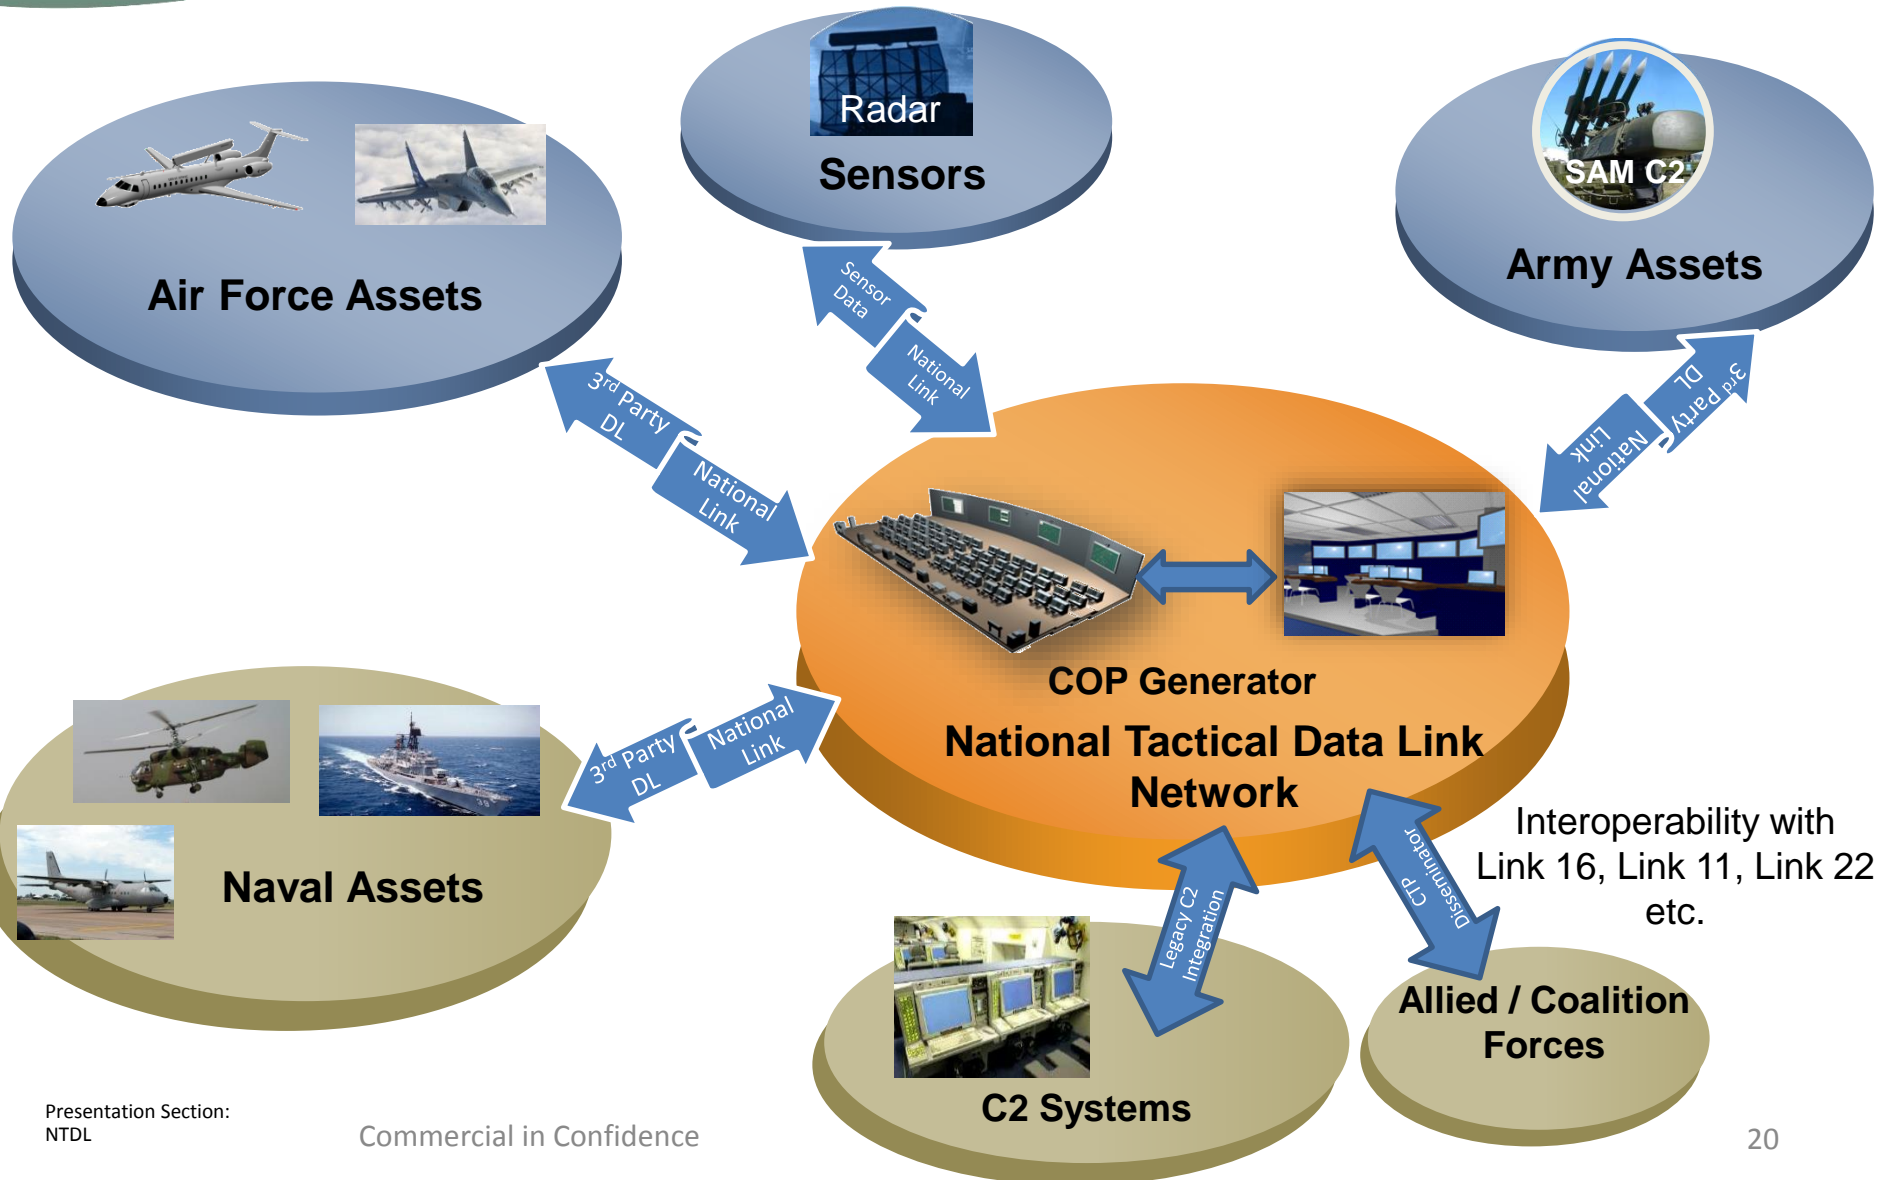 Radar
Sensors
SAM C2
Army Assets
Air Force Assets
Sensor
Data
National
Link
3rd Party
DL
National
Link
3rd Party
DL
National
Link
COP Generator
National Tactical Data Link
Network
3rd Party
DL
National
Link
Naval Assets
Legacy C2
Integration
CTP
Disseminator
Interoperability with
Link 16, Link 11, Link 22
etc.
Allied / Coalition
Forces
C2 Systems
Presentation Section:
NTDL
Commercial in Confidence
20